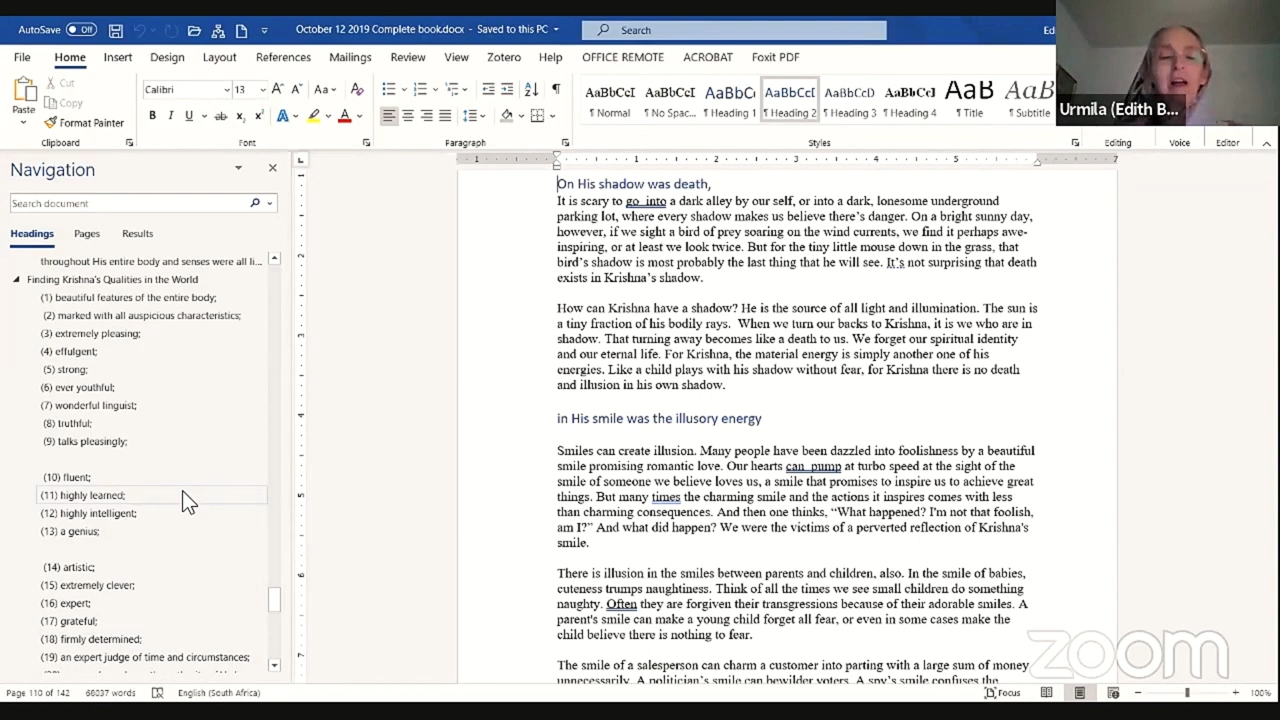 AutoSave Off October 12 2019 Complete book.docx - Saved to this PC Search
File Home Insert Design Layout References Mailings Review View Zotero Help OFFICE REMOTE ACROBAT Foxit PDF
Urmila (Edith B...
Paste Cut Copy Format Painter
Calibri 13
AaBbCcI AaBbCcI AaBbC AaBbCcI AaBbCcD AaBbCcI AaB AaBbCcI
¶ Normal ¶ No Spac... ¶ Heading 1 ¶ Heading 2 ¶ Heading 3 ¶ Heading 4 ¶ Title ¶ Subtitle
Clipboard Font Paragraph Styles Editing Voice Editor
Navigation
Search document
Headings Pages Results
throughout His entire body and senses were all li...
Finding Krishna's Qualities in the World
(1) beautiful features of the entire body;
(2) marked with all auspicious characteristics;
(3) extremely pleasing;
(4) effulgent;
(5) strong;
(6) ever youthful;
(7) wonderful linguist;
(8) truthful;
(9) talks pleasingly;
(10) fluent;
(11) highly learned;
(12) highly intelligent;
(13) a genius;
(14) artistic;
(15) extremely clever;
(16) expert;
(17) grateful;
(18) firmly determined;
(19) an expert judge of time and circumstances;
On His shadow was death,
It is scary to go into a dark alley by our self, or into a dark, lonesome underground
parking lot, where every shadow makes us believe there's danger. On a bright sunny day,
however, if we sight a bird of prey soaring on the wind currents, we find it perhaps awe-
inspiring, or at least we look twice. But for the tiny little mouse down in the grass, that
bird's shadow is most probably the last thing that he will see. It's not surprising that death
exists in Krishna's shadow.
How can Krishna have a shadow? He is the source of all light and illumination. The sun is
a tiny fraction of his bodily rays. When we turn our backs to Krishna, it is we who are in
shadow. That turning away becomes like a death to us. We forget our spiritual identity
and our eternal life. For Krishna, the material energy is simply another one of his
energies. Like a child plays with his shadow without fear, for Krishna there is no death
and illusion in his own shadow.
in His smile was the illusory energy
Smiles can create illusion. Many people have been dazzled into foolishness by a beautiful
smile promising romantic love. Our hearts can pump at turbo speed at the sight of the
smile of someone we believe loves us, a smile that promises to inspire us to achieve great
things. But many times the charming smile and the actions it inspires comes with less
than charming consequences. And then one thinks, "What happened? I'm not that foolish,
am I?" And what did happen? We were the victims of a perverted reflection of Krishna's
smile.
There is illusion in the smiles between parents and children, also. In the smile of babies,
cuteness trumps naughtiness. Think of all the times we see small children do something
naughty. Often they are forgiven their transgressions because of their adorable smiles. A
parent's smile can make a young child forget all fear, or even in some cases make the
child believe there is nothing to fear.
The smile of a salesperson can charm a customer into parting with a large sum of money
unnecessarily. A politician's smile can bewilder voters. A spy's smile confuses the
zoom
Page 110 of 142 66037 words English (South Africa) Focus 100%